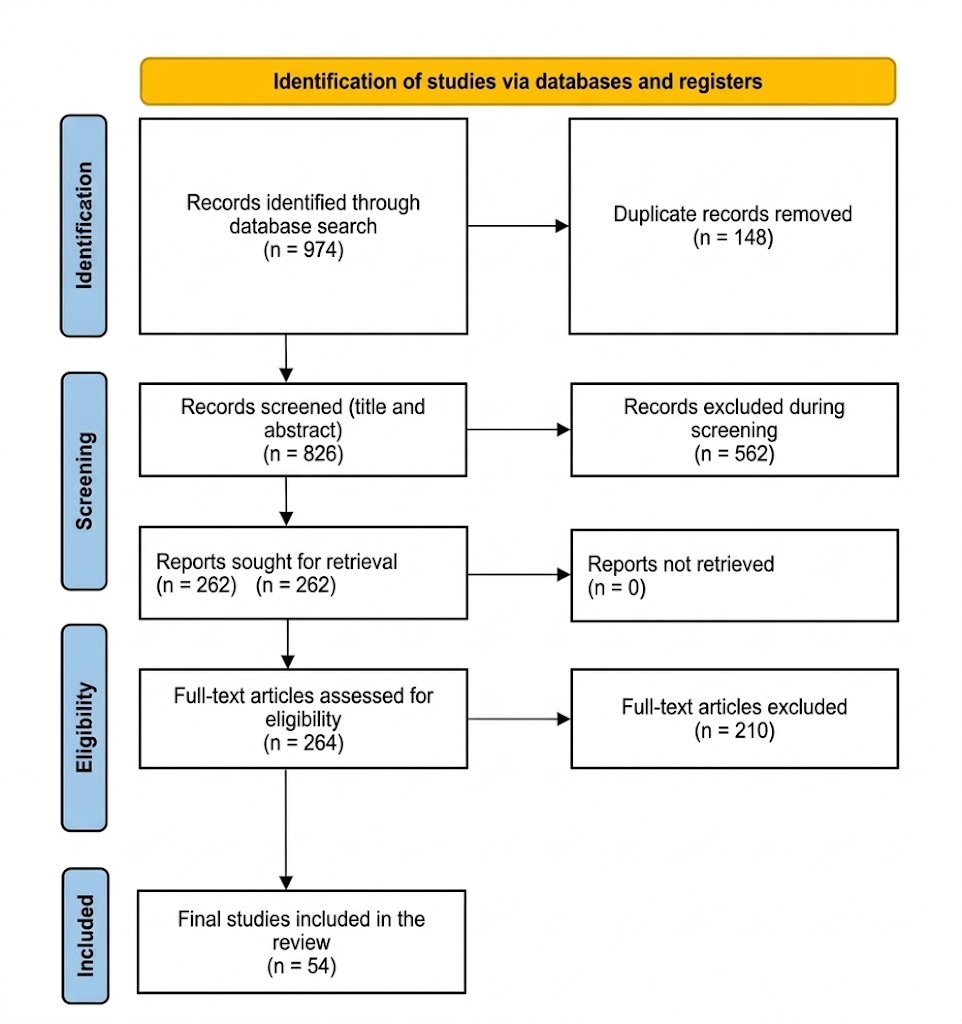 Identification of studies via databases and registers
Identification
Records identified through
database search
(n = 974)
Duplicate records removed
(n = 148)
Screening
Records screened (title and
abstract)
(n = 826)
Records excluded during
screening
(n = 562)
Reports sought for retrieval
(n = 262) (n = 262)
Reports not retrieved
(n = 0)
Eligibility
Full-text articles assessed for
eligibility
(n = 264)
Full-text articles excluded
(n = 210)
Included
Final studies included in the
review
(n = 54)